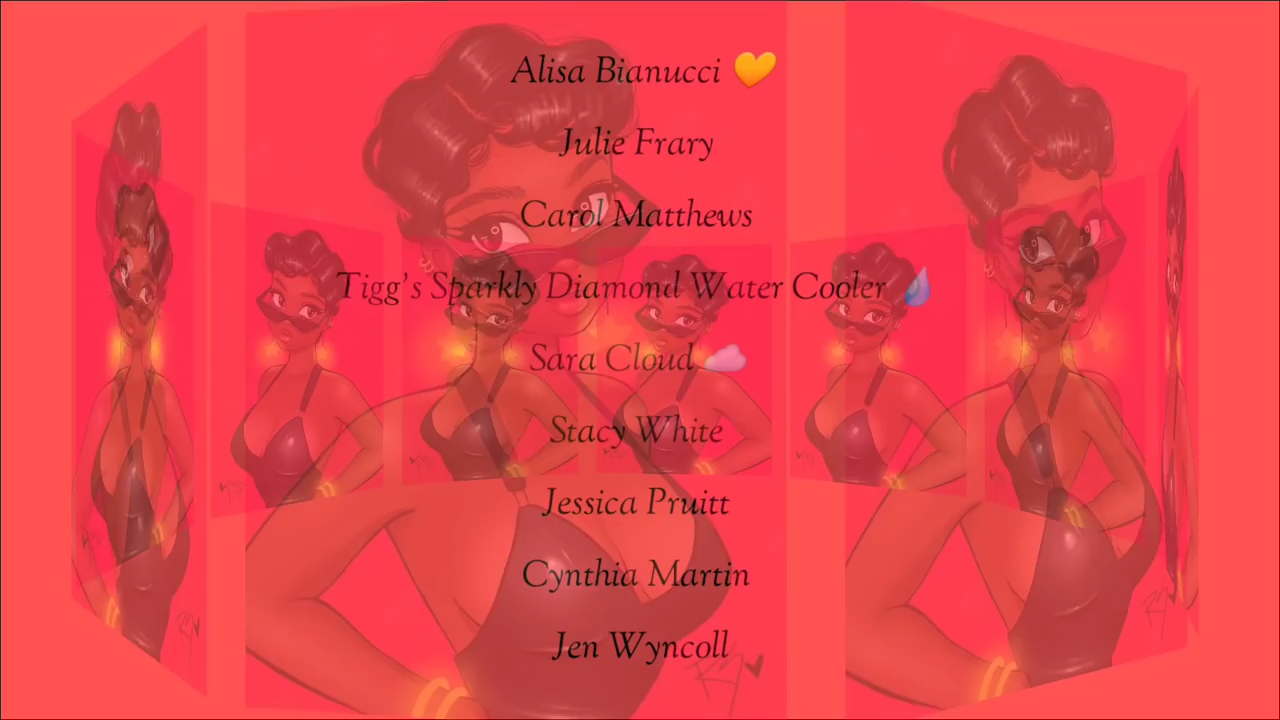 Alisa Bianucci 🧡
Julie Frary
Carol Matthews
Tigg's Sparkly Diamond Water Cooler 💧
Sara Cloud ☁️
Stacy White
Jessica Pruitt
Cynthia Martin
Jen Wyncoll